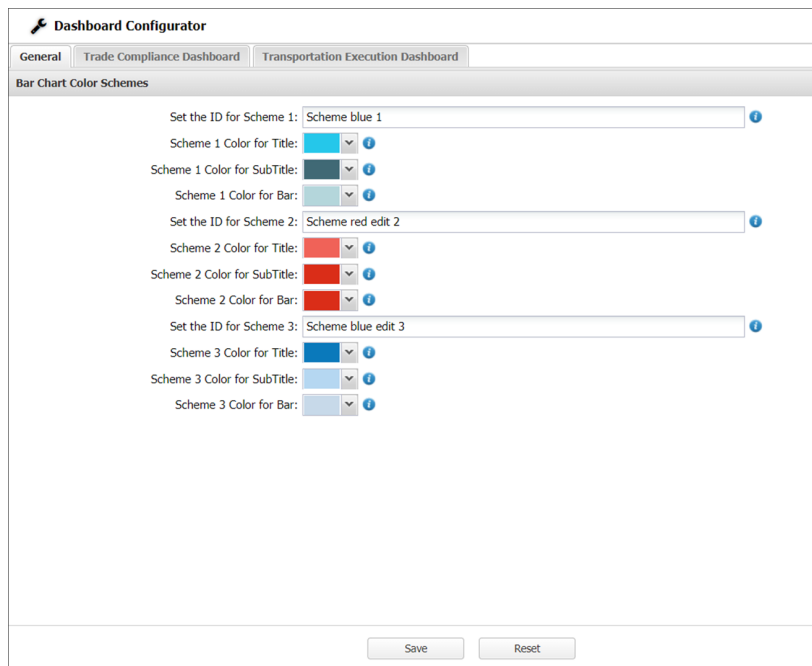 Dashboard Configurator
General Trade Compliance Dashboard Transportation Execution Dashboard
Bar Chart Color Schemes
Set the ID for Scheme 1: Scheme blue 1
Scheme 1 Color for Title:
Scheme 1 Color for SubTitle:
Scheme 1 Color for Bar:
Set the ID for Scheme 2: Scheme red edit 2
Scheme 2 Color for Title:
Scheme 2 Color for SubTitle:
Scheme 2 Color for Bar:
Set the ID for Scheme 3: Scheme blue edit 3
Scheme 3 Color for Title:
Scheme 3 Color for SubTitle:
Scheme 3 Color for Bar:
Save Reset